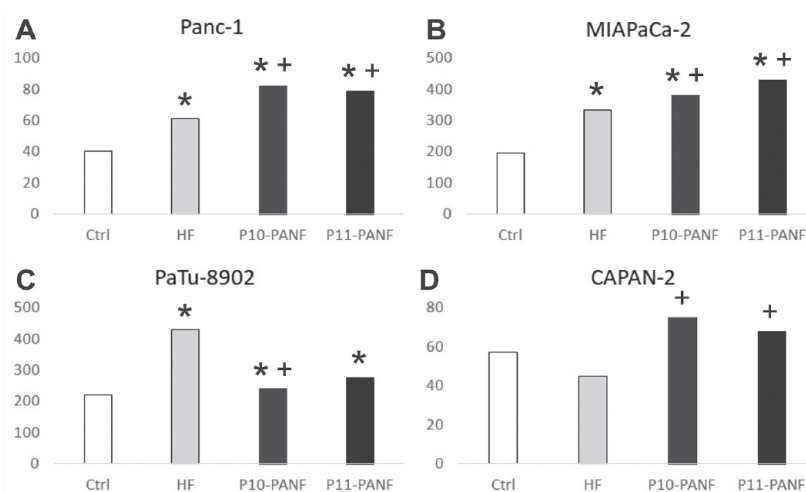 A
Panc-1
100
* +
* +
80
*
60
40
20
0
Ctrl
HF
P10-PANF
P11-PANF
B
MIAPaCa-2
500
* +
* +
400
*
300
200
100
0
Ctrl
HF
P10-PANF
P11-PANF
C
PaTu-8902
500
*
400
* +
*
300
200
100
0
Ctrl
HF
P10-PANF
P11-PANF
D
CAPAN-2
80
+
+
60
40
20
0
Ctrl
HF
P10-PANF
P11-PANF